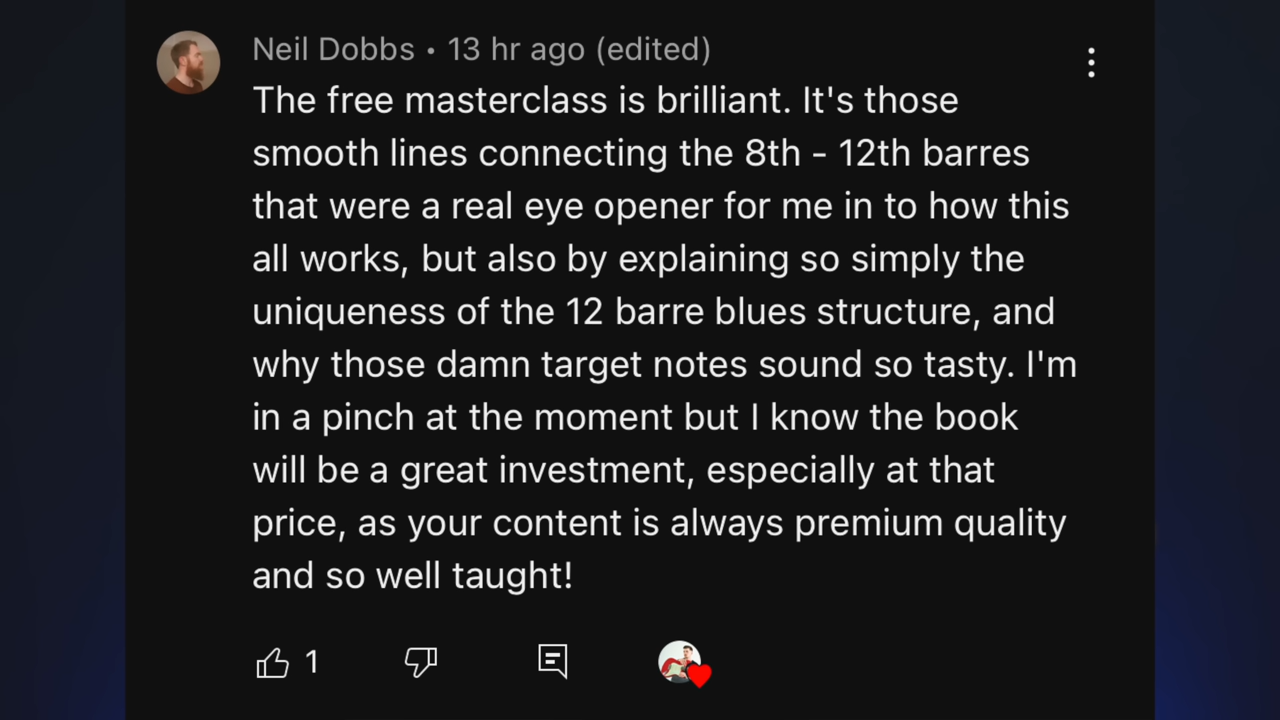 Neil Dobbs • 13 hr ago (edited)
The free masterclass is brilliant. It's those
smooth lines connecting the 8th - 12th barres
that were a real eye opener for me in to how this
all works, but also by explaining so simply the
uniqueness of the 12 barre blues structure, and
why those damn target notes sound so tasty. I'm
in a pinch at the moment but I know the book
will be a great investment, especially at that
price, as your content is always premium quality
and so well taught!
1